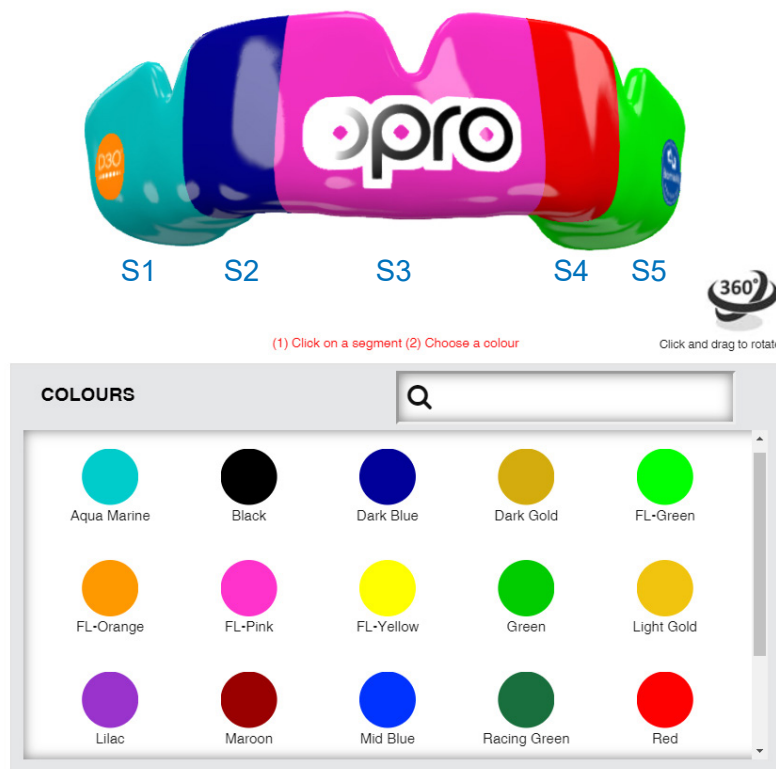 D3O
opro
S1 S2 S3 S4 S5
360°
(1) Click on a segment (2) Choose a colour
Click and drag to rotate
COLOURS
Aqua Marine Black Dark Blue Dark Gold FL-Green
FL-Orange FL-Pink FL-Yellow Green Light Gold
Lilac Maroon Mid Blue Racing Green Red